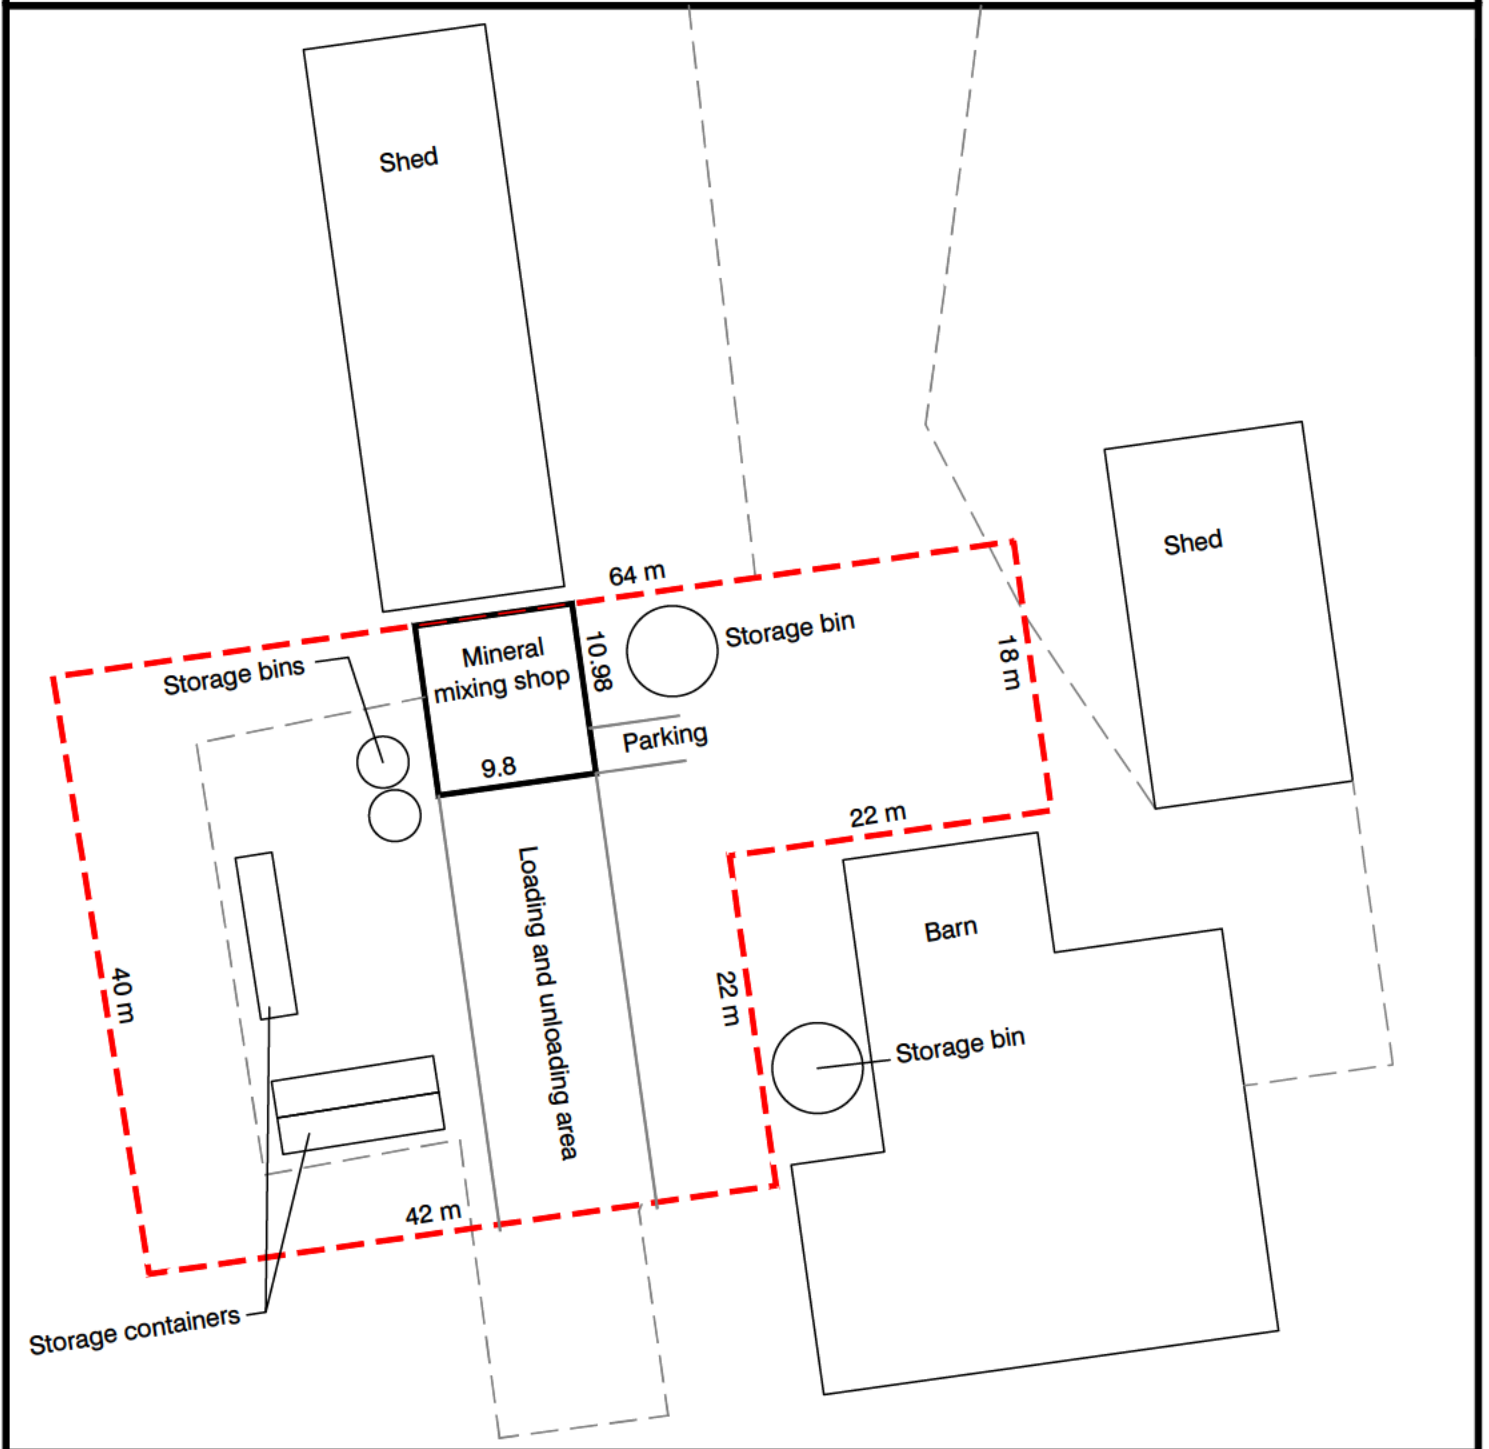 Shed
Shed
64 m
Storage bin
Mineral
mixing shop
10.98
18 m
Storage bins
Parking
9.8
22 m
Loading and unloading area
Barn
40 m
22 m
Storage bin
42 m
Storage containers